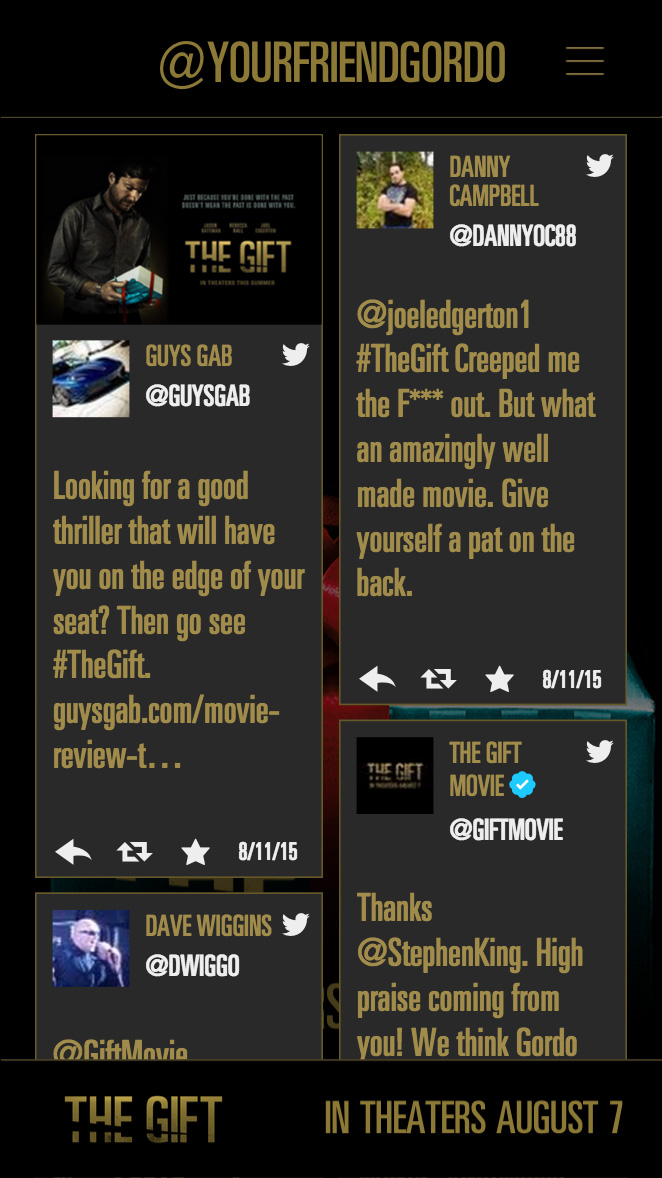 @YOURFRIENDGORDO
JUST BECAUSE YOU'RE DONE WITH THE PAST
DOESN'T MEAN THE PAST IS DONE WITH YOU.
JASON REBECCA JOEL
BATEMAN HALL EDGERTON
THE GIFT
IN THEATERS THIS SUMMER
GUYS GAB
@GUYSGAB
Looking for a good
thriller that will have
you on the edge of your
seat? Then go see
#TheGift.
guysgab.com/movie-
review-t…
8/11/15
DAVE WIGGINS
@DWIGGO
@GiftMovie
DANNY
CAMPBELL
@DANNYOC88
@joeledgerton1
#TheGift Creeped me
the F*** out. But what
an amazingly well
made movie. Give
yourself a pat on the
back.
8/11/15
THE GIFT
IN THEATERS AUGUST 7
THE GIFT
MOVIE
@GIFTMOVIE
Thanks
@StephenKing. High
praise coming from
you! We think Gordo
THE GIFT
IN THEATERS AUGUST 7